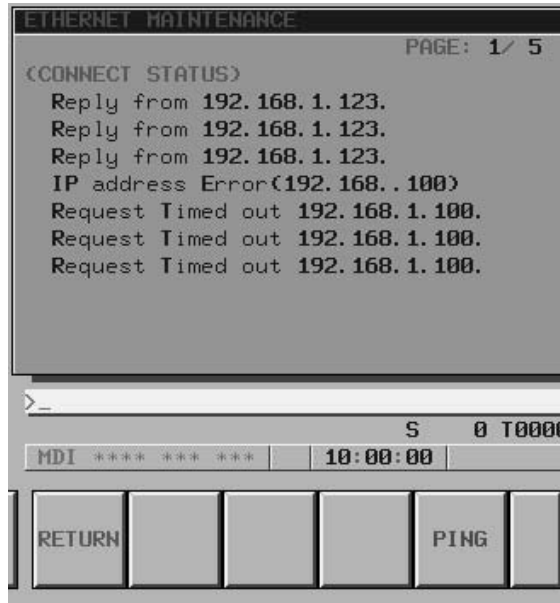 ETHERNET MAINTENANCE
PAGE: 1/ 5
(CONNECT STATUS)
Reply from 192.168.1.123.
Reply from 192.168.1.123.
Reply from 192.168.1.123.
IP address Error(192.168..100)
Request Timed out 192.168.1.100.
Request Timed out 192.168.1.100.
Request Timed out 192.168.1.100.
>_
S 0 T0000
MDI **** *** ***
10:00:00
RETURN PING